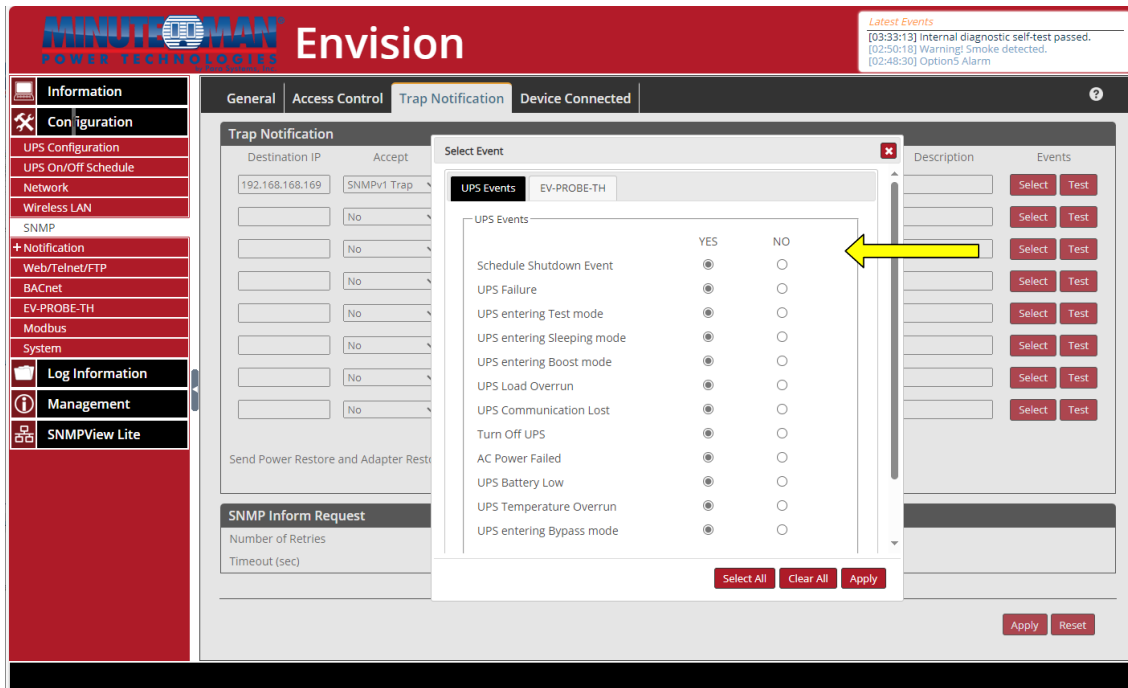 MINUTEMAN
POWER TECHNOLOGIES
Envision
Latest Events
[03:33:13] Internal diagnostic self-test passed.
[02:50:18] Warning! Smoke detected.
[02:48:30] Option5 Alarm
Information
Configuration
UPS Configuration
UPS On/Off Schedule
Network
Wireless LAN
SNMP
+ Notification
Web/Telnet/FTP
BACnet
EV-PROBE-TH
Modbus
System
Log Information
Management
SNMPView Lite
General Access Control Trap Notification Device Connected ?
Trap Notification
Destination IP Accept Description Events
192.168.168.169 SNMPv1 Trap Select Test
No Select Test
No Select Test
No Select Test
No Select Test
No Select Test
No Select Test
No Select Test
Send Power Restore and Adapter Resto
SNMP Inform Request
Number of Retries
Timeout (sec)
Apply Reset
Select Event
UPS Events EV-PROBE-TH
UPS Events
YES NO
Schedule Shutdown Event
UPS Failure
UPS entering Test mode
UPS entering Sleeping mode
UPS entering Boost mode
UPS Load Overrun
UPS Communication Lost
Turn Off UPS
AC Power Failed
UPS Battery Low
UPS Temperature Overrun
UPS entering Bypass mode
Select All Clear All Apply